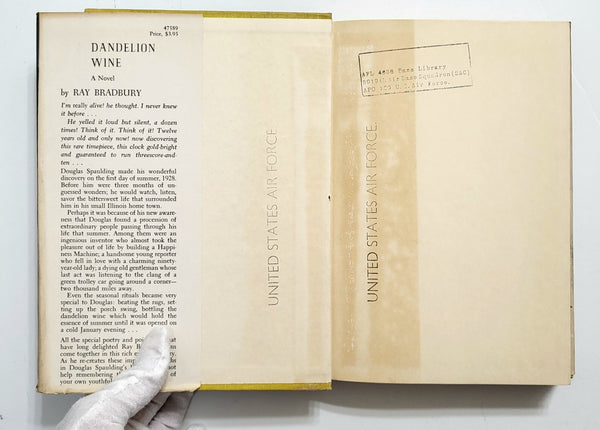 47589
Price, $3.95
DANDELION
WINE
A Novel
by RAY BRADBURY
I'm really alive! he thought. I never knew
it before . . .
He yelled it loud but silent, a dozen
times! Think of it. Think of it! Twelve
years old and only now! now discovering
this rare timepiece, this clock gold-bright
and guaranteed to run threescore-and-
ten . . .
Douglas Spaulding made his wonderful
discovery on the first day of summer, 1928.
Before him were three months of un-
guessed wonders; he would watch, listen,
savor the bittersweet life that surrounded
him in his small Illinois home town.
Perhaps it was because of his new aware-
ness that Douglas found a procession of
extraordinary people passing through his
life that summer. Among them were an
ingenious inventor who almost took the
pleasure out of life by building a Happi-
ness Machine; a handsome young reporter
who fell in love with a charming ninety-
year-old lady; a dying old gentleman whose
last act was listening to the clang of a
green trolley car going around a corner—
two thousand miles away.
Even the seasonal rituals became very
special to Douglas: beating the rugs, set-
ting up the porch swing, bottling the
dandelion wine which would hold the
essence of summer until it was opened on
a cold January evening . . .
All the special poetry and
have long delighted Ray
come together in this rich
As he re-creates these
in Douglas Spaulding's
help remembering
of your own youthful
UNITED STATES AIR FORCE
UNITED STATES AIR FORCE
AFL 4808 Base Library
Air Base Squadron
APO U.S. Air Force.